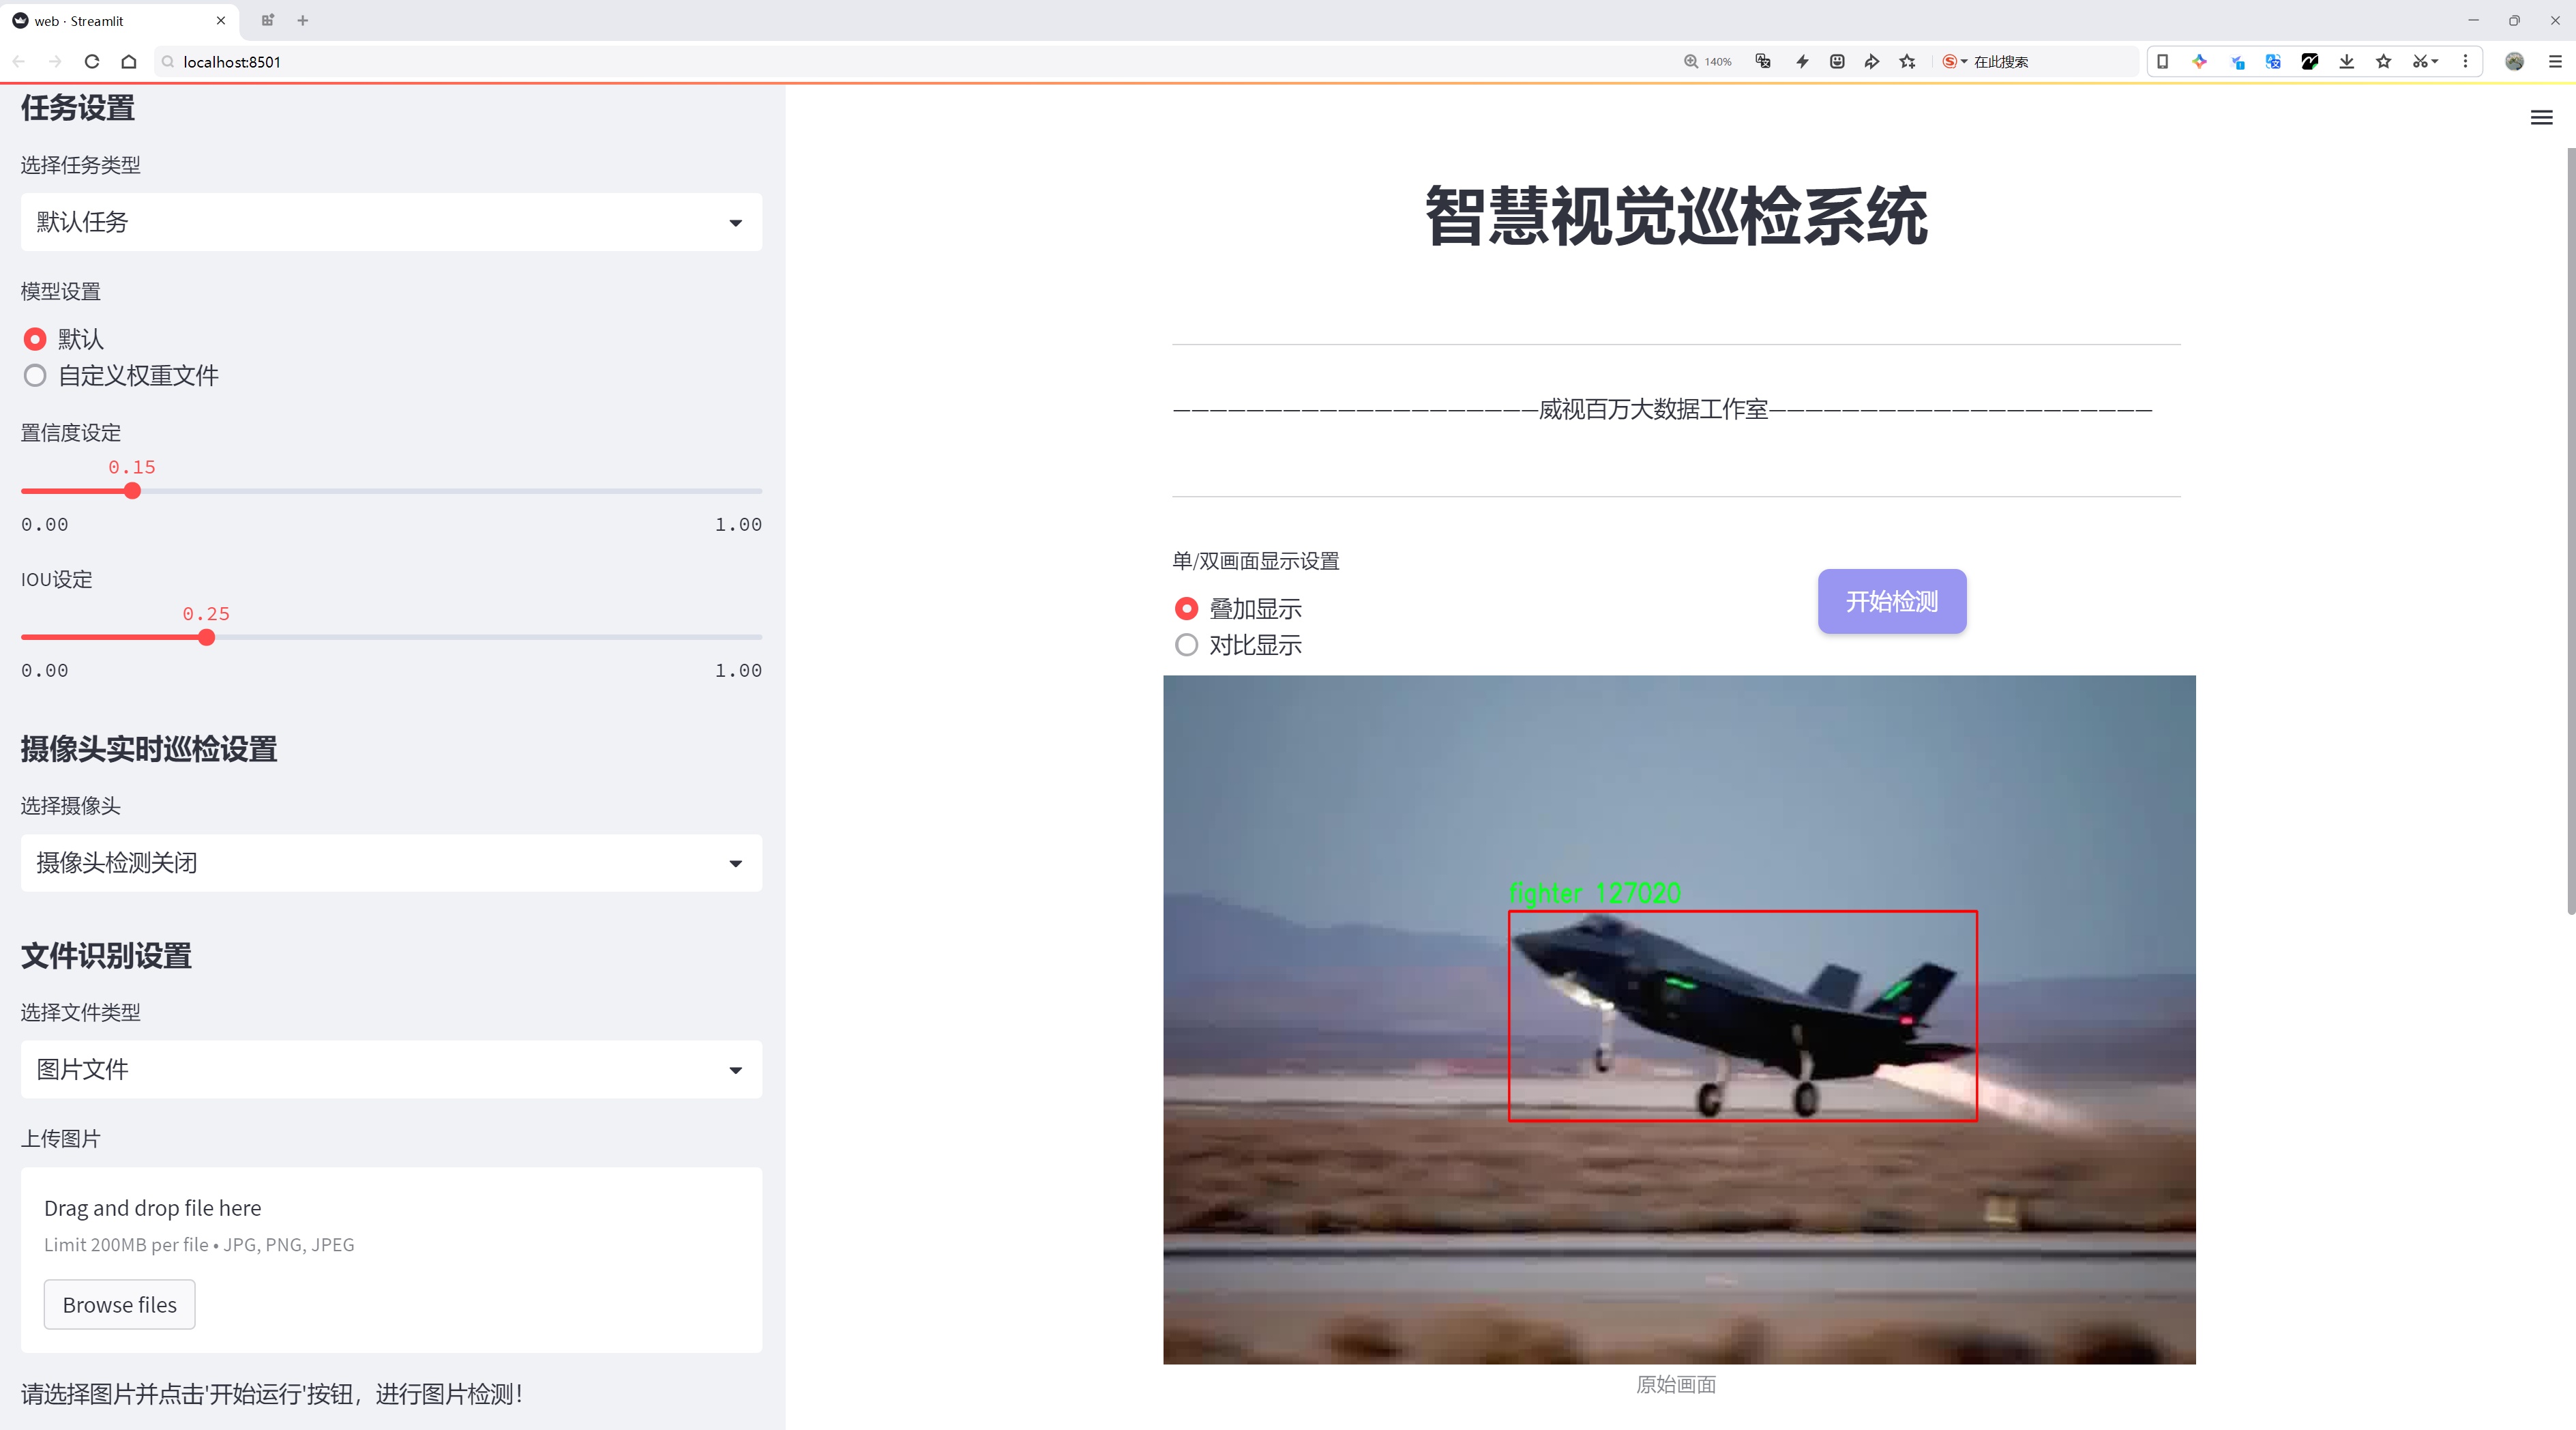 web · Streamlit
localhost:8501
140%
在此搜索
任务设置
选择任务类型
默认任务
模型设置
默认
自定义权重文件
置信度设定
0.15
0.00
1.00
IOU设定
0.25
0.00
1.00
摄像头实时巡检设置
选择摄像头
摄像头检测关闭
文件识别设置
选择文件类型
图片文件
上传图片
Drag and drop file here
Limit 200MB per file • JPG, PNG, JPEG
Browse files
请选择图片并点击'开始运行'按钮，进行图片检测！
智慧视觉巡检系统
————————————————————威视百万大数据工作室—————————————————————
单/双画面显示设置
叠加显示
对比显示
开始检测
fighter 127020
原始画面